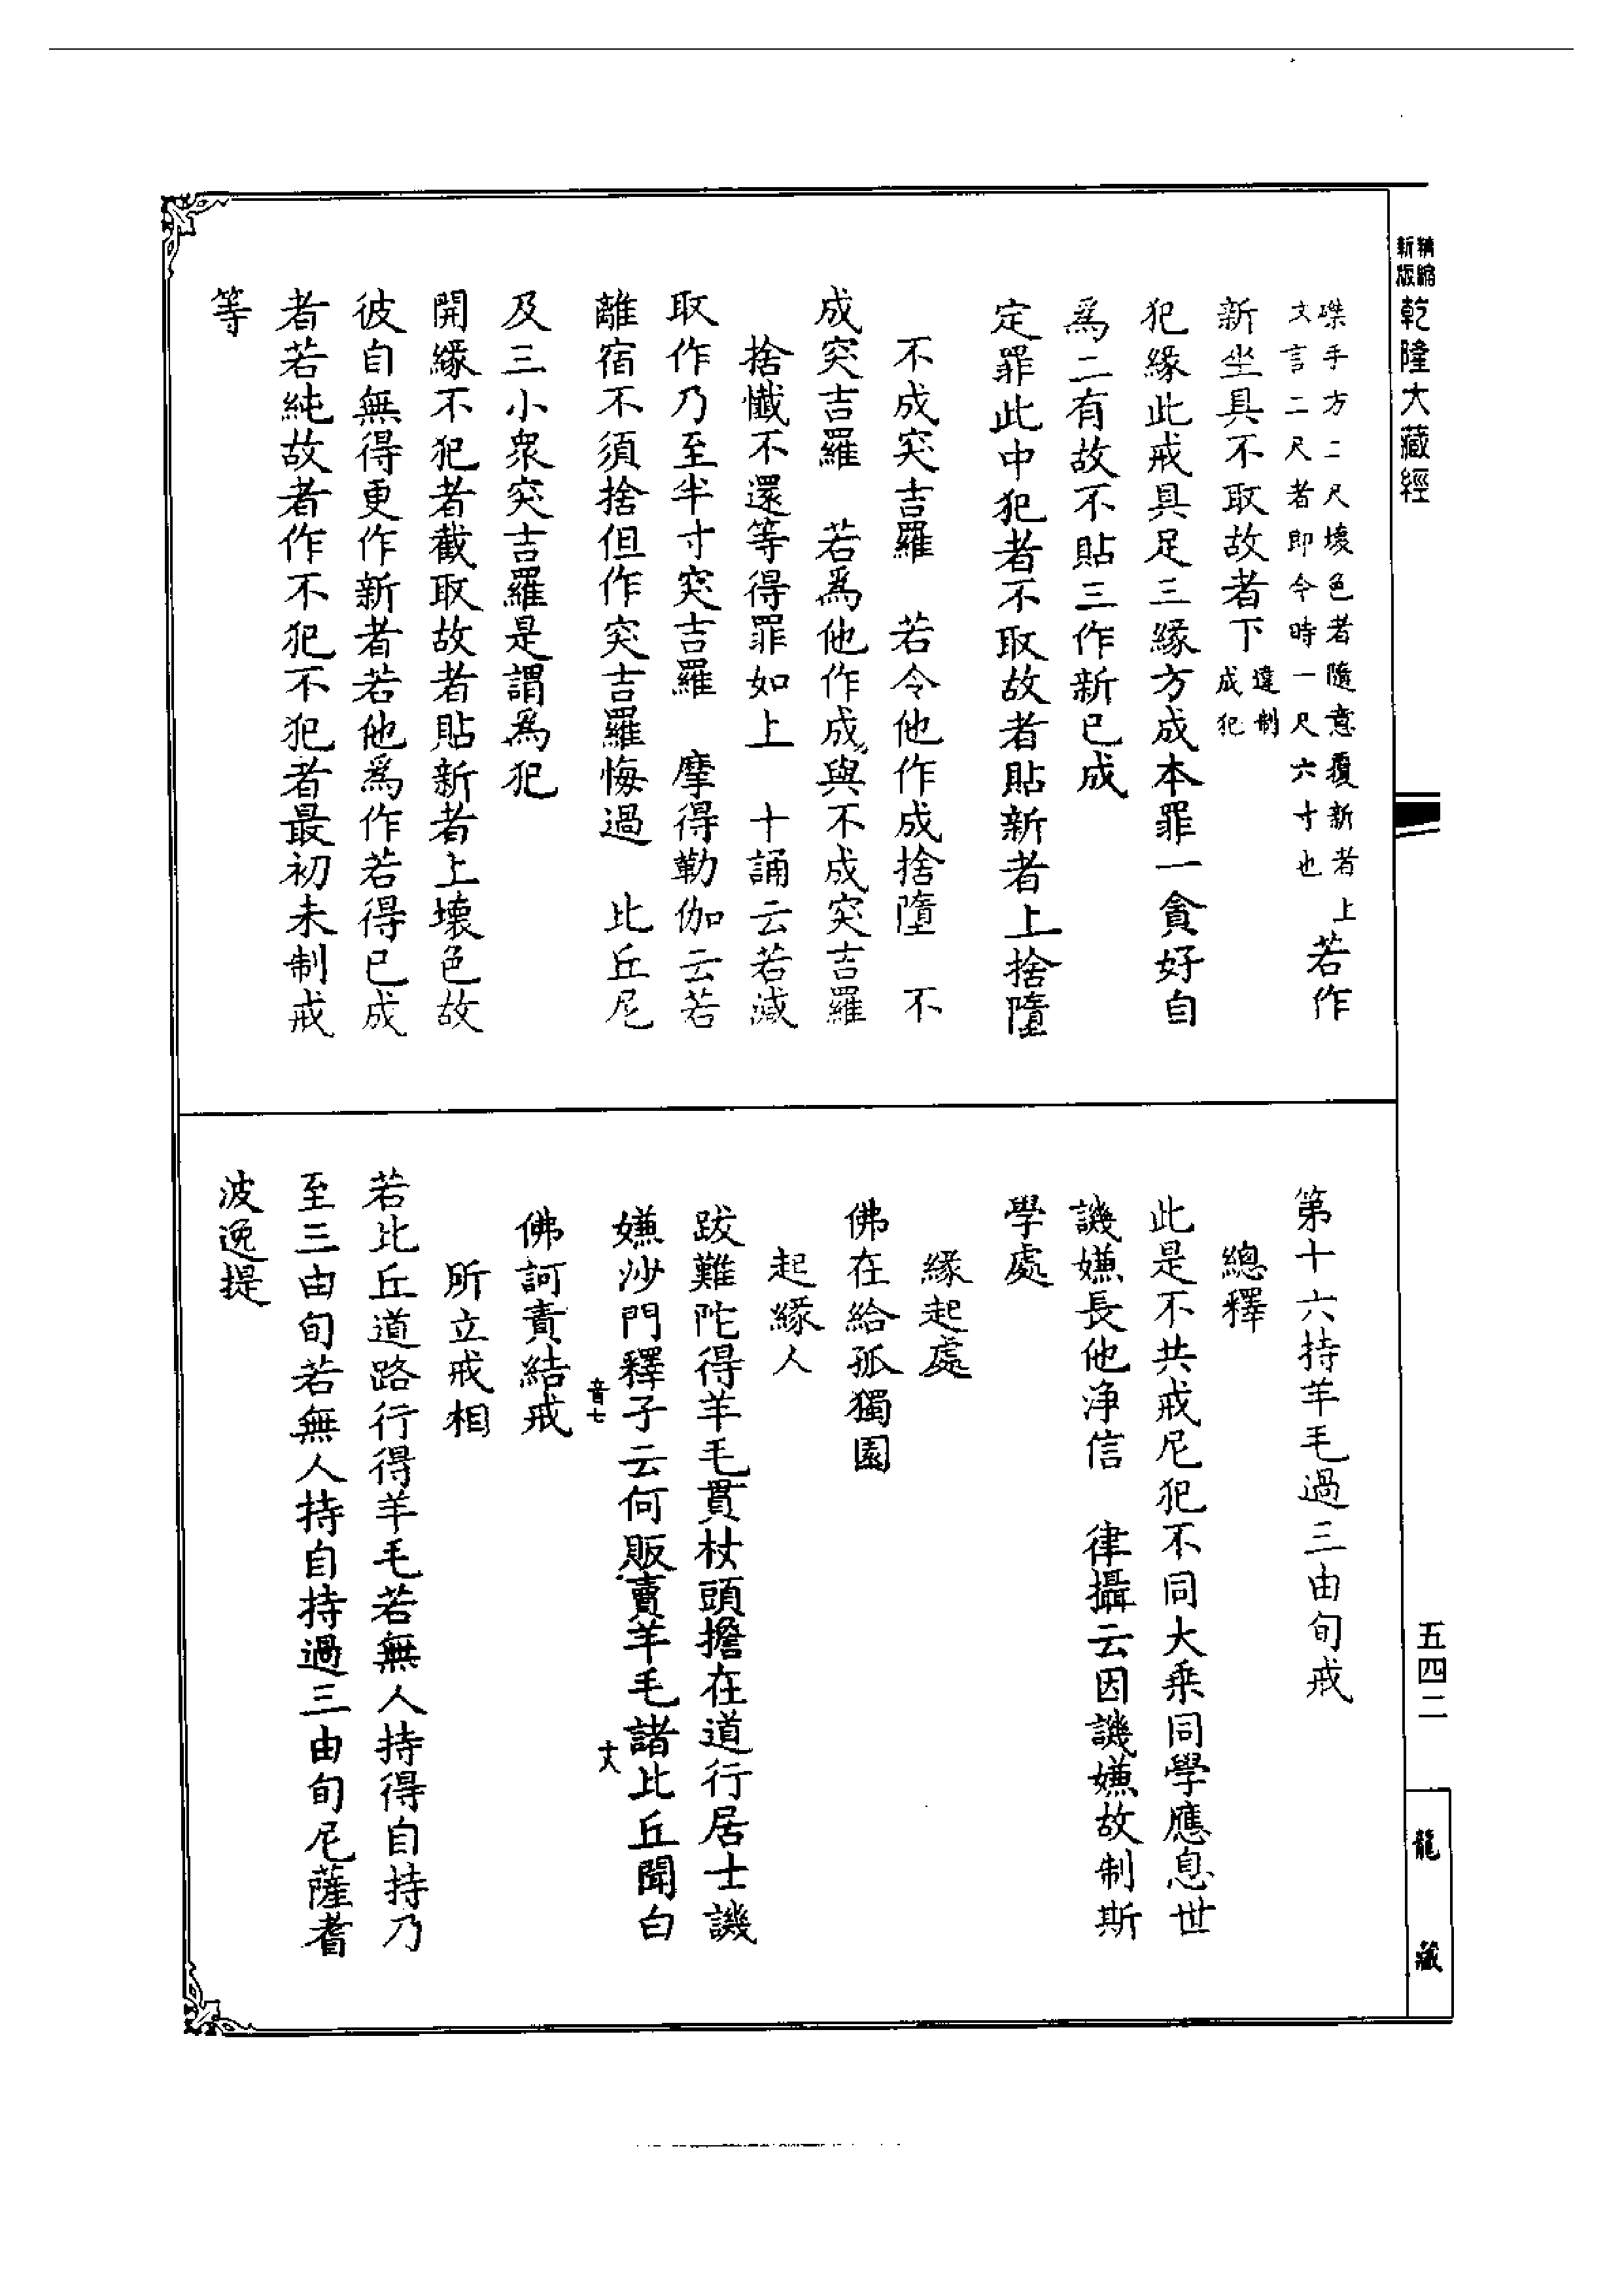 精縮新版乾隆大藏經
磔手方二尺壞色者隨意覆新者上若作
文言二尺者即今時一尺六寸也
新坐具不取故者下違制成犯
犯緣此戒具足三緣方成本罪一貪好自
爲二有故不貼三作新已成
定罪此中犯者不取故者貼新者上捨隨
不成突吉羅　若令他作成捨墮　不
成突吉羅　若爲他作成與不成突吉羅
捨懺不還等得罪如上　十誦云若減
取作乃至半寸突吉羅　摩得勒伽云若
離宿不須捨但作突吉羅悔過　比丘尼
及三小衆突吉羅是謂爲犯
開緣不犯者截取故者貼新者上壞色故
彼自無得更作新者若他爲作若得已成
者若純故者作不犯不犯者最初未制戒
等
第十六持羊毛過三由旬戒
總釋
此是不共戒尼犯不同大乘同學應息世
譏嫌長他淨信　律攝云因譏嫌故制斯
學處
緣起處
佛在給孤獨園
起緣人
跋難陀得羊毛貫杖頭擔在道行居士譏
嫌沙門釋子云何販賣羊毛諸比丘聞白
音七
十八
佛訶責結戒
所立戒相
若比丘道路行得羊毛若無人持得自持乃
至三由旬若無人持自持過三由旬尼薩耆
波逸提
五四二
龍藏